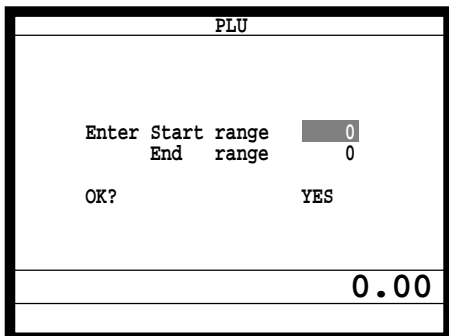 PLU
Enter Start range 0
End range 0
OK? YES
0.00